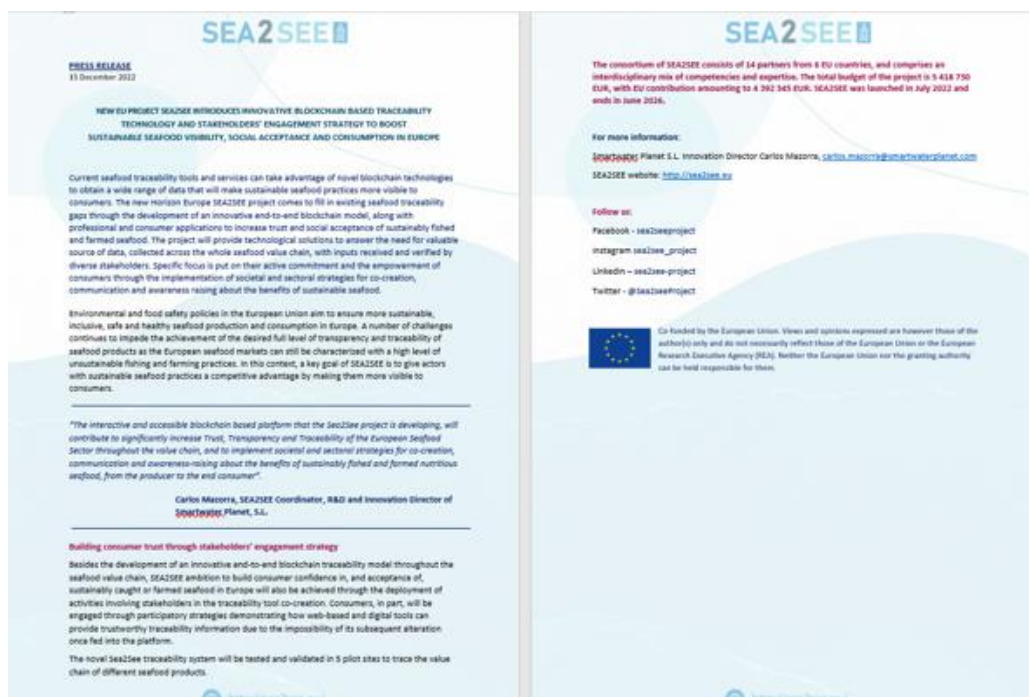 SEA2SEE
PRESS RELEASE
15 December 2022
NEW EU PROJECT SEA2SEE INTRODUCES INNOVATIVE BLOCKCHAIN BASED TRACEABILITY
TECHNOLOGY AND STAKEHOLDERS' ENGAGEMENT STRATEGY TO BOOST
SUSTAINABLE SEAFOOD VISIBILITY, SOCIAL ACCEPTANCE AND CONSUMPTION IN EUROPE
Current seafood traceability tools and services can take advantage of novel blockchain technologies
to obtain a wide range of data that will make sustainable seafood practices more visible to
consumers. The new Horizon Europe SEA2SEE project comes to fill in existing seafood traceability
gaps through the development of an innovative end-to-end blockchain model, along with
professional and consumer applications to increase trust and social acceptance of sustainably fished
and farmed seafood. The project will provide technological solutions to answer the need for valuable
source of data, collected across the whole seafood value chain, with inputs received and verified by
diverse stakeholders. Specific focus is put on their active commitment and the empowerment of
consumers through the implementation of societal and sectoral strategies for co-creation,
communication and awareness raising about the benefits of sustainable seafood.
Environmental and food safety policies in the European Union aim to ensure more sustainable,
inclusive, safe and healthy seafood production and consumption in Europe. A number of challenges
continues to impede the achievement of the desired full level of transparency and traceability of
seafood products as the European seafood markets can still be characterized with a high level of
unsustainable fishing and farming practices. In this context, a key goal of SEA2SEE is to give actors
with sustainable seafood practices a competitive advantage by making them more visible to
consumers.
"The interactive and accessible blockchain based platform that the Sea2See project is developing, will
contribute to significantly increase Trust, Transparency and Traceability of the European Seafood
Sector throughout the value chain, and to implement societal and sectoral strategies for co-creation,
communication and awareness-raising about the benefits of sustainably fished and farmed nutritious
seafood, from the producer to the end consumer".
Carlos Mazorra, SEA2SEE Coordinator, R&D and Innovation Director of
Smartwater Planet, S.L.
Building consumer trust through stakeholders' engagement strategy
Besides the development of an innovative end-to-end blockchain traceability model throughout the
seafood value chain, SEA2SEE ambition to build consumer confidence in, and acceptance of,
sustainably caught or farmed seafood in Europe will also be achieved through the deployment of
activities involving stakeholders in the traceability tool co-creation. Consumers, in part, will be
engaged through participatory strategies demonstrating how web-based and digital tools can
provide trustworthy traceability information due to the impossibility of its subsequent alteration
once fed into the platform.
The novel Sea2See traceability system will be tested and validated in 5 pilot sites to trace the value
chain of different seafood products.
SEA2SEE
The consortium of SEA2SEE consists of 14 partners from 6 EU countries, and comprises an
interdisciplinary mix of competencies and expertise. The total budget of the project is 5 418 750
EUR, with EU contribution amounting to 4 392 345 EUR. SEA2SEE was launched in July 2022 and
ends in June 2026.
For more information:
Smartwater Planet S.L. Innovation Director Carlos Mazorra, carlos.mazorra@smartwaterplanet.com
SEA2SEE website: http://sea2see.eu
Follow us:
Facebook - sea2seeproject
Instagram sea2see_project
Linkedin – sea2see-project
Twitter - @Sea2seeProject
Co-funded by the European Union. Views and opinions expressed are however those of the
author(s) only and do not necessarily reflect those of the European Union or the European
Research Executive Agency (REA). Neither the European Union nor the granting authority
can be held responsible for them.